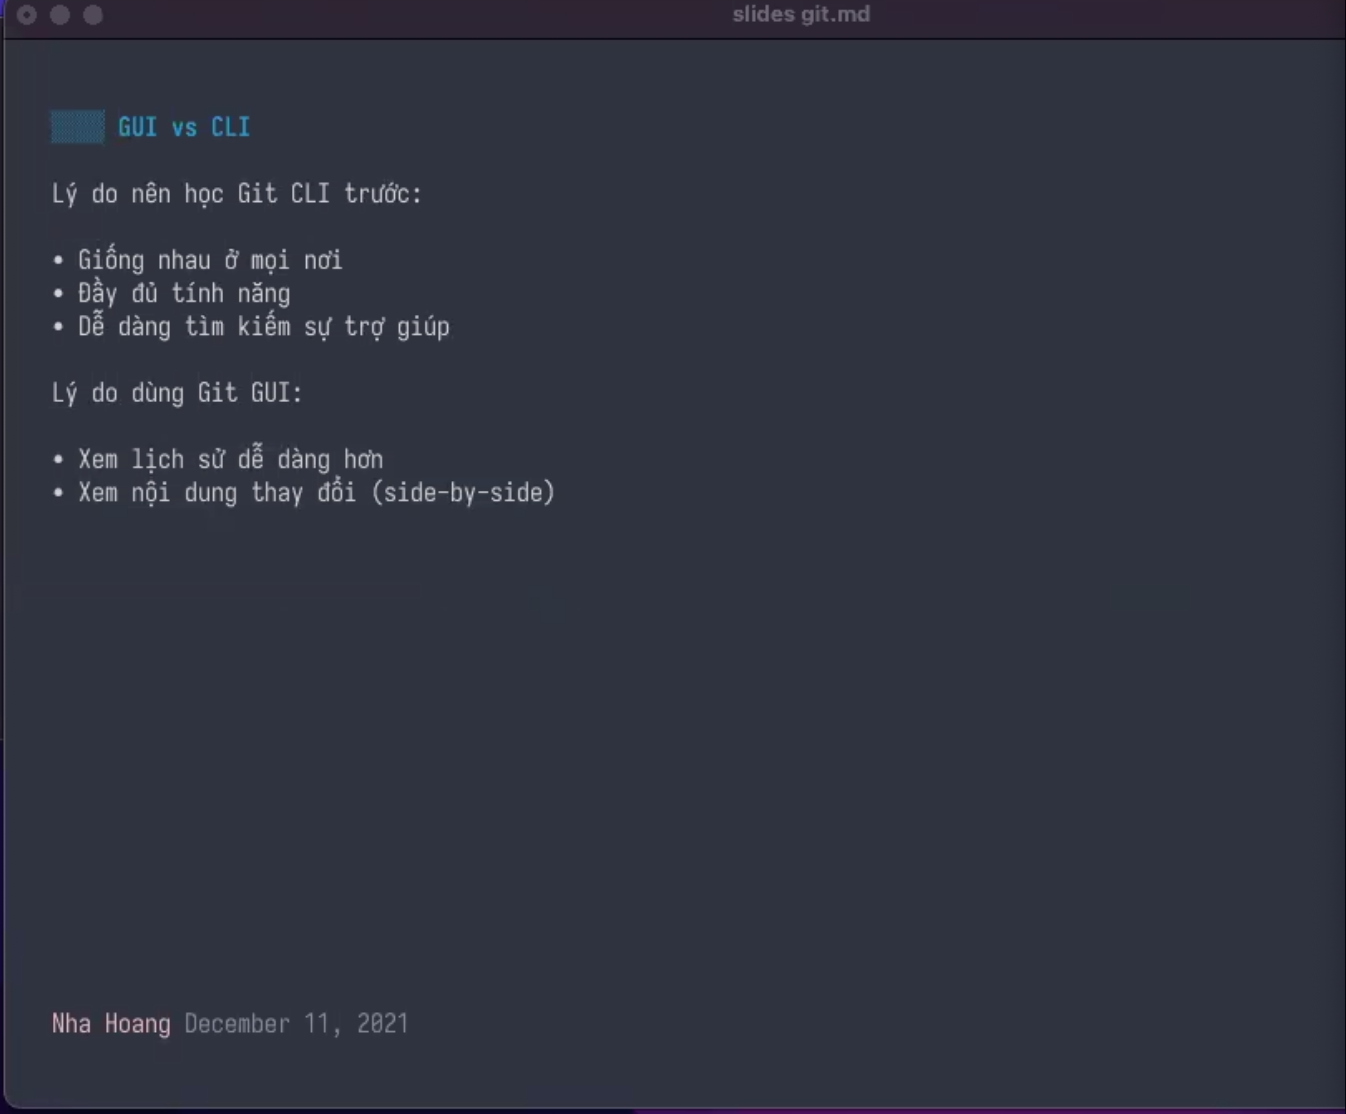 slides git.md
GUI vs CLI
Lý do nên học Git CLI trước:
• Giống nhau ở mọi nơi
• Đầy đủ tính năng
• Dễ dàng tìm kiếm sự trợ giúp
Lý do dùng Git GUI:
• Xem lịch sử dễ dàng hơn
• Xem nội dung thay đổi (side-by-side)
Nha Hoang December 11, 2021